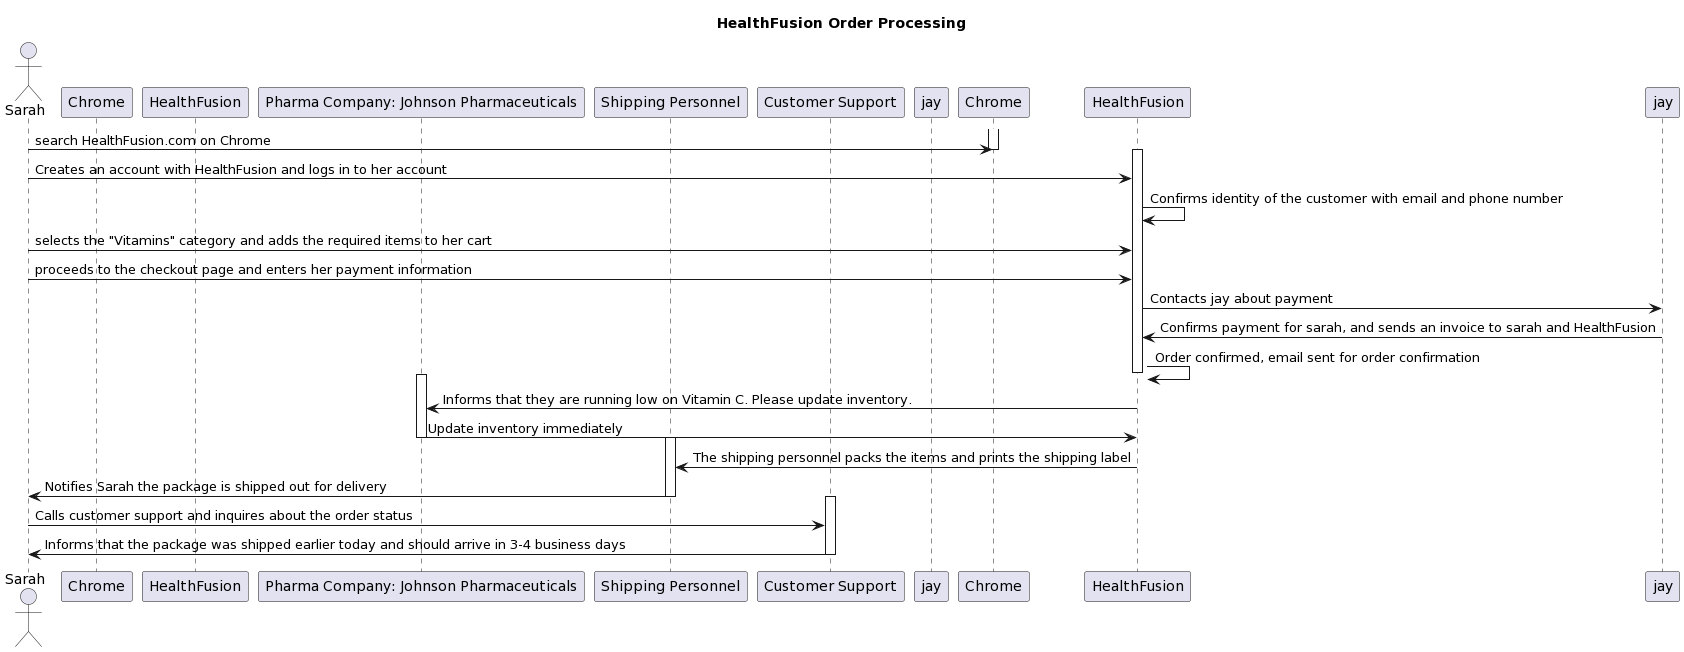 HealthFusion Order Processing
Sarah
Chrome
HealthFusion
Pharma Company: Johnson Pharmaceuticals
Shipping Personnel
Customer Support
jay
Chrome
HealthFusion
jay
search HealthFusion.com on Chrome
Creates an account with HealthFusion and logs in to her account
Confirms identity of the customer with email and phone number
selects the "Vitamins" category and adds the required items to her cart
proceeds to the checkout page and enters her payment information
Contacts jay about payment
Confirms payment for sarah, and sends an invoice to sarah and HealthFusion
Order confirmed, email sent for order confirmation
Informs that they are running low on Vitamin C. Please update inventory.
Update inventory immediately
The shipping personnel packs the items and prints the shipping label
Notifies Sarah the package is shipped out for delivery
Calls customer support and inquires about the order status
Informs that the package was shipped earlier today and should arrive in 3-4 business days
Sarah
Chrome
HealthFusion
Pharma Company: Johnson Pharmaceuticals
Shipping Personnel
Customer Support
jay
Chrome
HealthFusion
jay